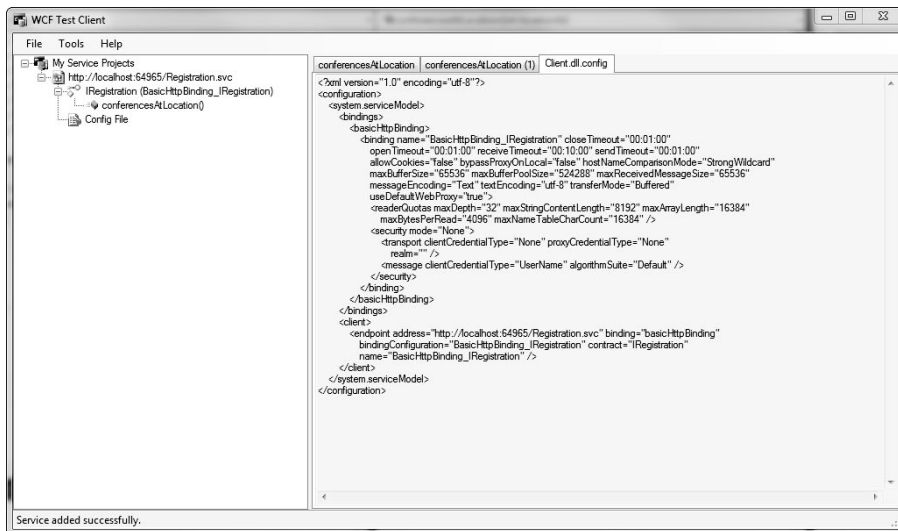 WCF Test Client
File Tools Help
My Service Projects
http://localhost:64965/Registration.svc
IRegistration (BasicHttpBinding_IRegistration)
conferencesAtLocation()
Config File
conferencesAtLocation conferencesAtLocation (1) Client.dll.config
<?xml version="1.0" encoding="utf-8"?>
<configuration>
<system.serviceModel>
<bindings>
<basicHttpBinding>
<binding name="BasicHttpBinding_IRegistration" closeTimeout="00:01:00"
openTimeout="00:01:00" receiveTimeout="00:10:00" sendTimeout="00:01:00"
allowCookies="false" bypassProxyOnLocal="false" hostNameComparisonMode="StrongWildcard"
maxBufferSize="65536" maxBufferPoolSize="524288" maxReceivedMessageSize="65536"
messageEncoding="Text" textEncoding="utf-8" transferMode="Buffered"
useDefaultWebProxy="true">
<readerQuotas maxDepth="32" maxStringContentLength="8192" maxArrayLength="16384"
maxBytesPerRead="4096" maxNameTableCharCount="16384" />
<security mode="None">
<transport clientCredentialType="None" proxyCredentialType="None"
realm="" />
<message clientCredentialType="UserName" algorithmSuite="Default" />
</security>
</binding>
</basicHttpBinding>
</bindings>
<client>
<endpoint address="http://localhost:64965/Registration.svc" binding="basicHttpBinding"
bindingConfiguration="BasicHttpBinding_IRegistration" contract="IRegistration"
name="BasicHttpBinding_IRegistration" />
</client>
</system.serviceModel>
</configuration>
Service added successfully.